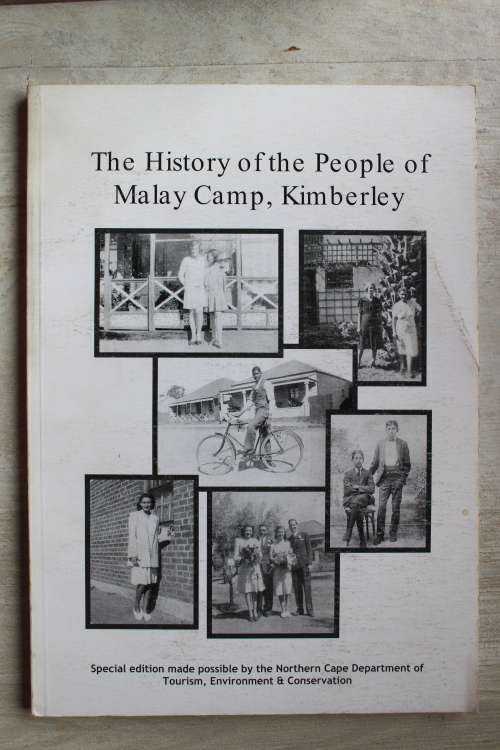 The History of the People of
Malay Camp, Kimberley
Special edition made possible by the Northern Cape Department of
Tourism, Environment & Conservation